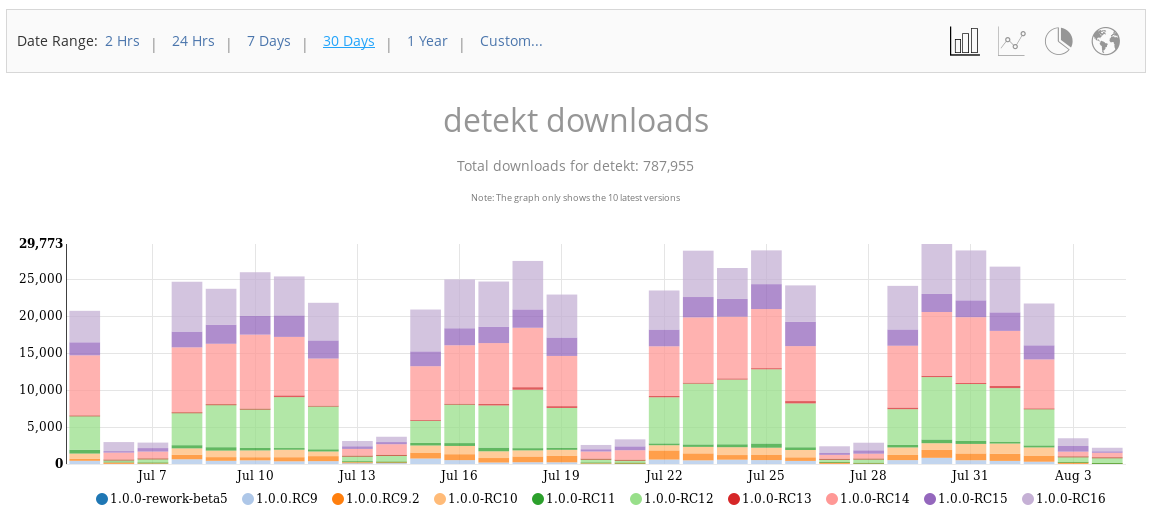 Date Range: 2 Hrs | 24 Hrs | 7 Days | 30 Days | 1 Year | Custom...
detekt downloads
Total downloads for detekt: 787,955
Note: The graph only shows the 10 latest versions
29,773
25,000
20,000
15,000
10,000
5,000
0
Jul 7 Jul 10 Jul 13 Jul 16 Jul 19 Jul 22 Jul 25 Jul 28 Jul 31 Aug 3
1.0.0-rework-beta5 1.0.0.RC9 1.0.0.RC9.2 1.0.0-RC10 1.0.0-RC11 1.0.0-RC12 1.0.0-RC13 1.0.0-RC14 1.0.0-RC15 1.0.0-RC16